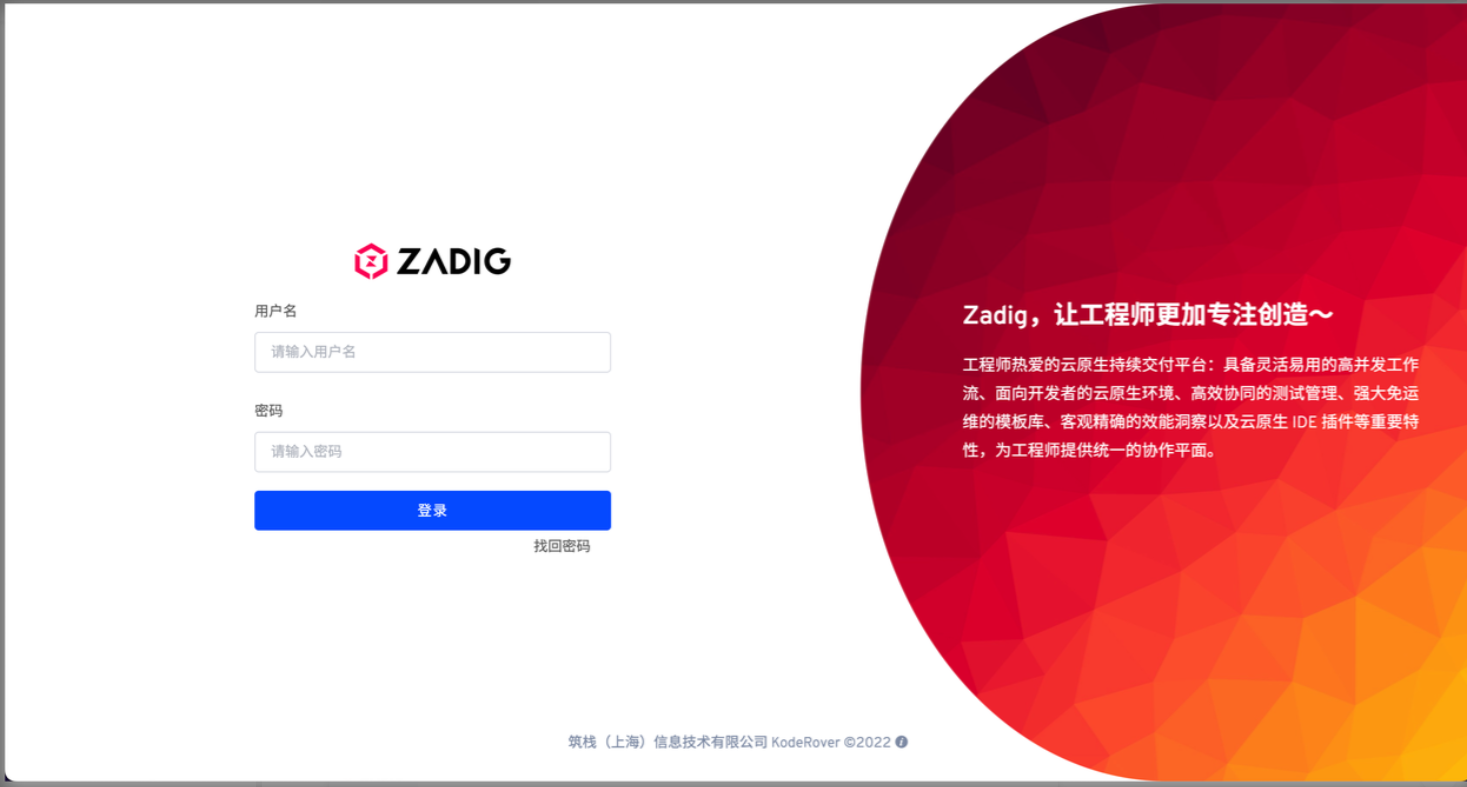 ZADIG
用户名
请输入用户名
密码
请输入密码
登录
找回密码
Zadig，让工程师更加专注创造～
工程师热爱的云原生持续交付平台：具备灵活易用的高并发工作
流、面向开发者的云原生环境、高效协同的测试管理、强大免运
维的模板库、客观精确的效能洞察以及云原生 IDE 插件等重要特
性，为工程师提供统一的协作平面。
筑栈（上海）信息技术有限公司 KodeRover ©2022